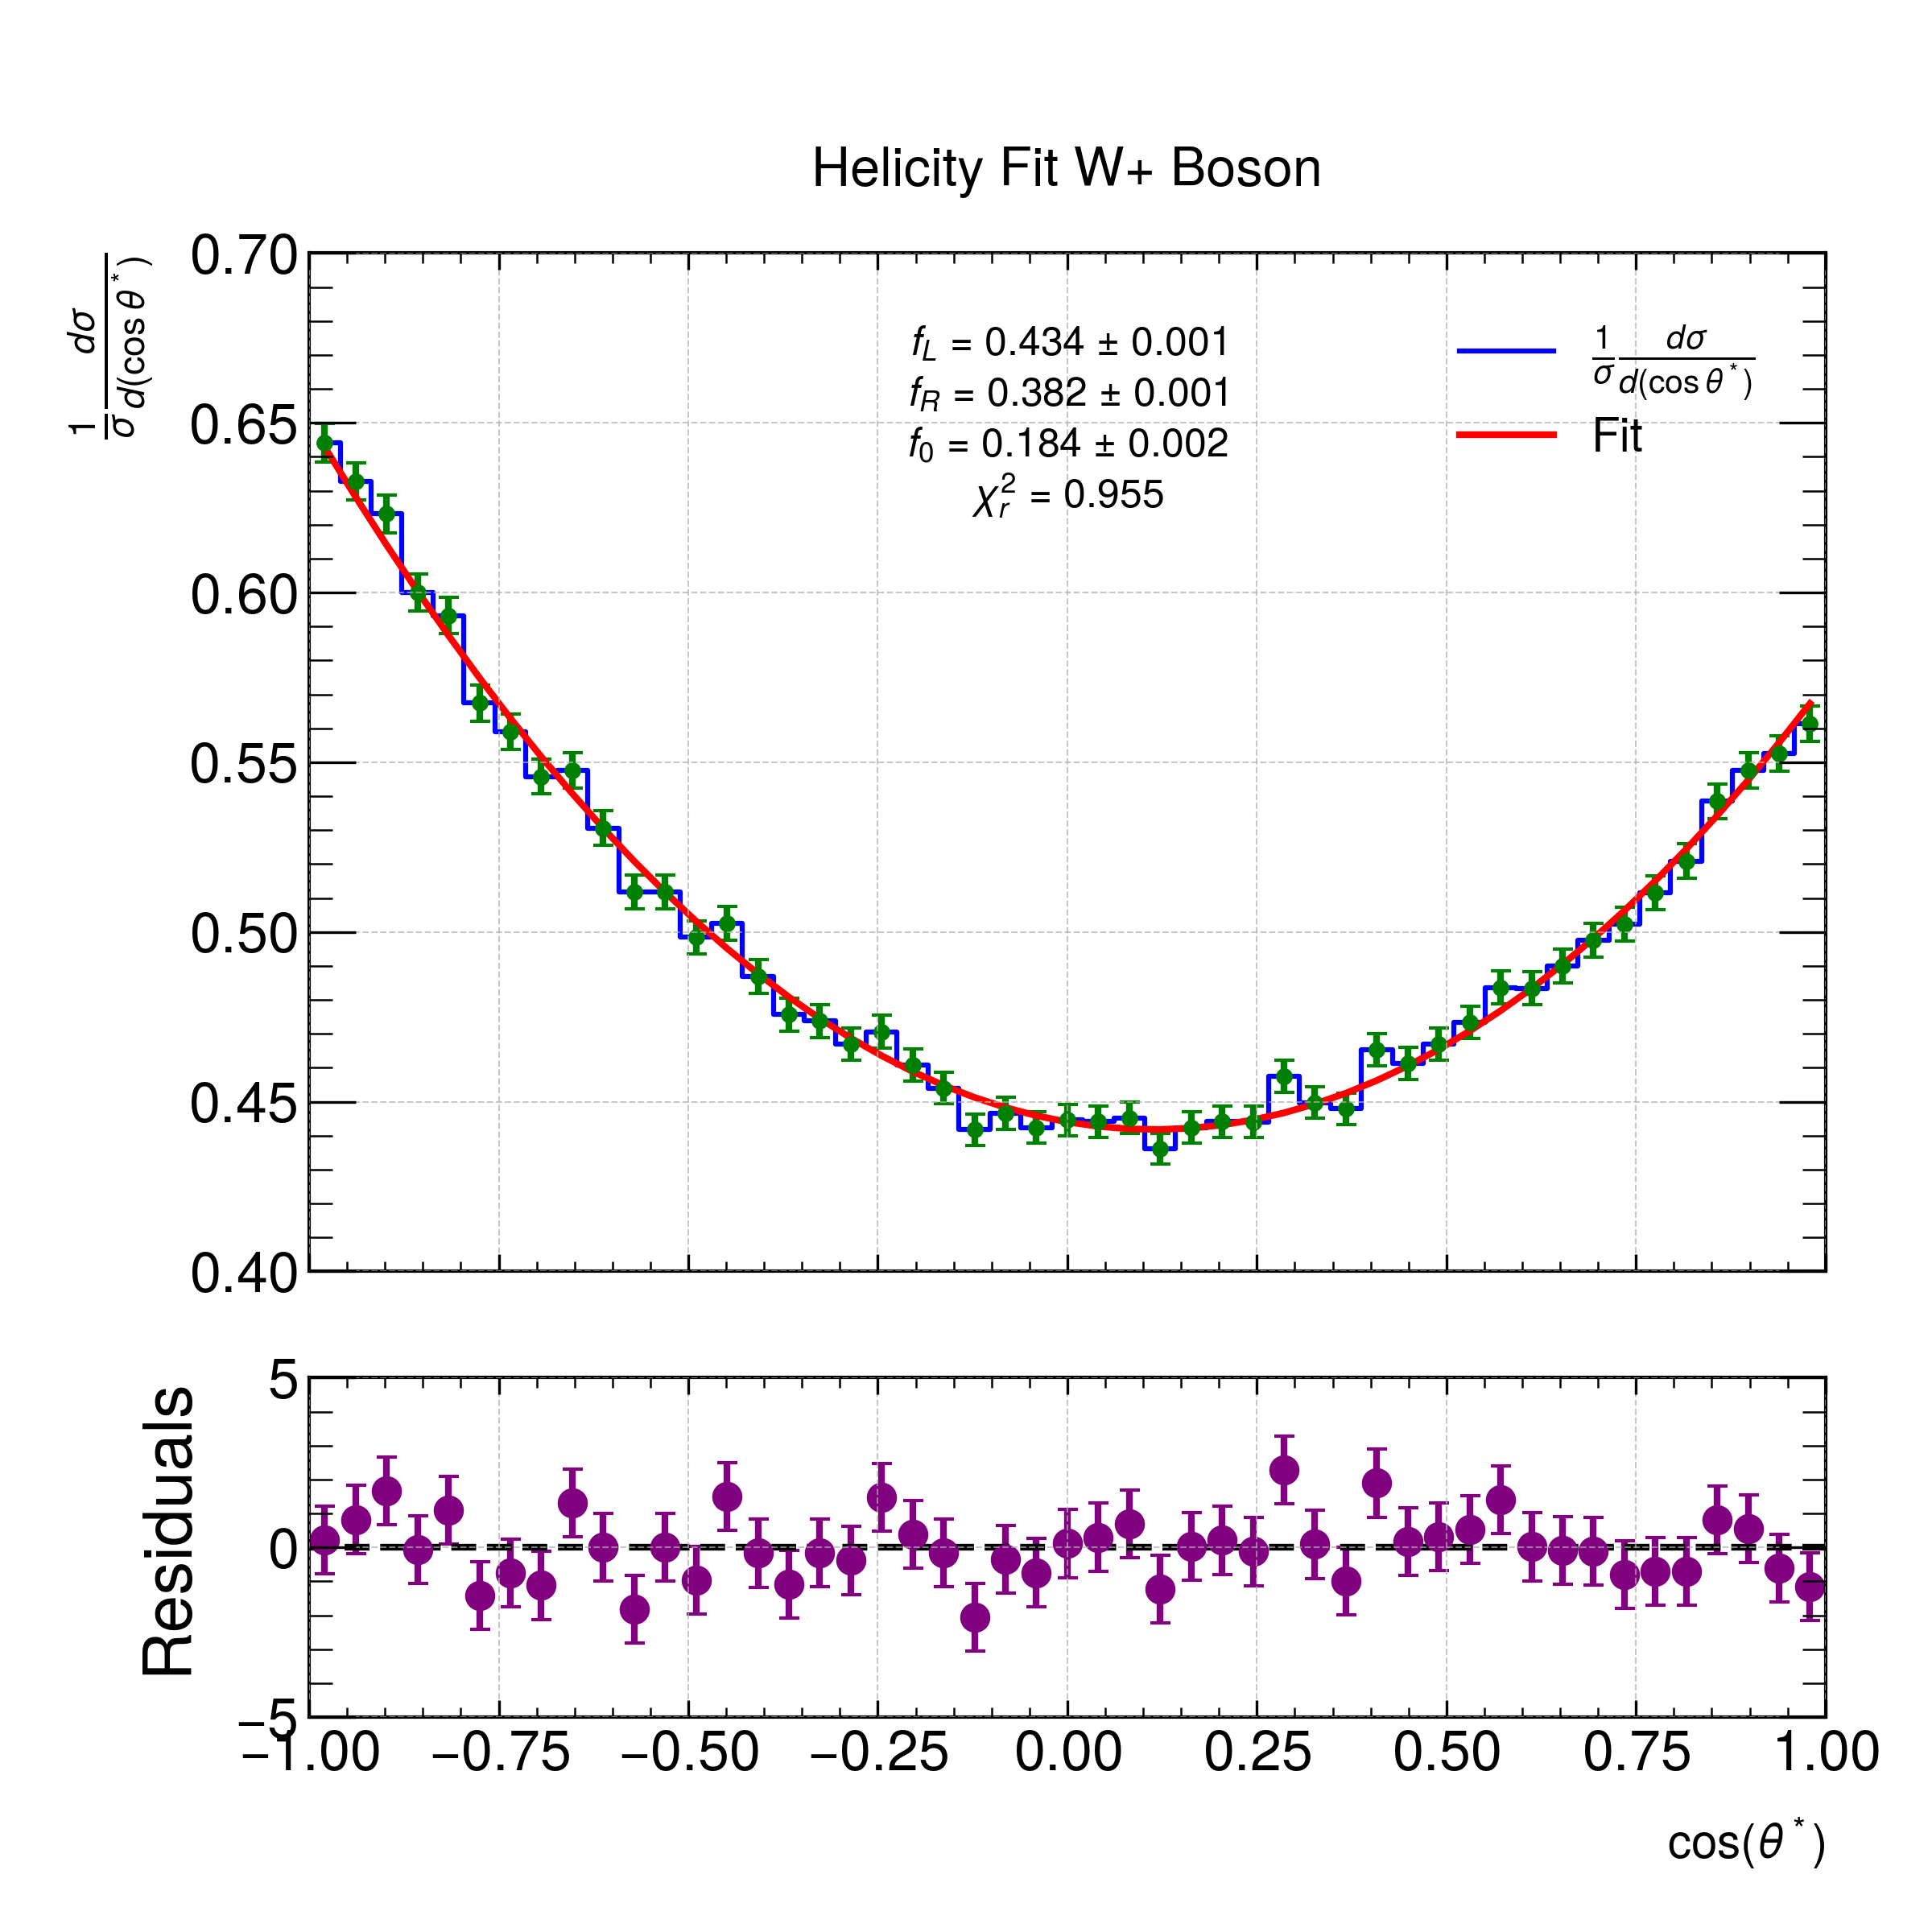 Helicity Fit W+ Boson
1/σ dσ/d(cos θ*)
0.70
0.65
0.60
0.55
0.50
0.45
0.40
f_L = 0.434 ± 0.001
f_R = 0.382 ± 0.001
f_0 = 0.184 ± 0.002
χ²_r = 0.955
1/σ dσ/d(cos θ*)
Fit
Residuals
5
0
−5
−1.00 −0.75 −0.50 −0.25 0.00 0.25 0.50 0.75 1.00
cos(θ*)